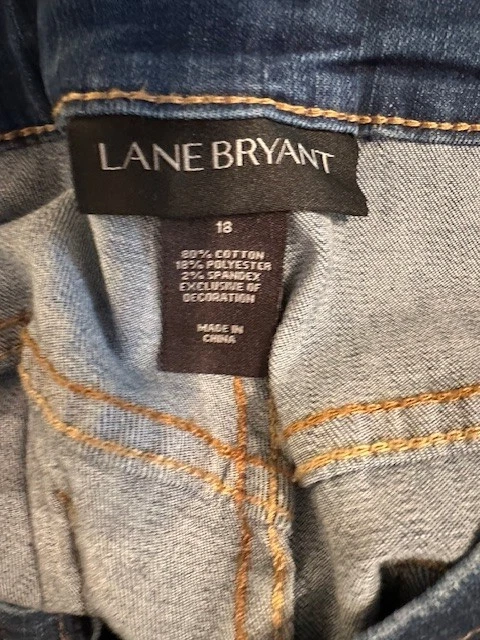 LANE BRYANT
18
80% COTTON
18% POLYESTER
2% SPANDEX
EXCLUSIVE OF
DECORATION
MADE IN
CHINA